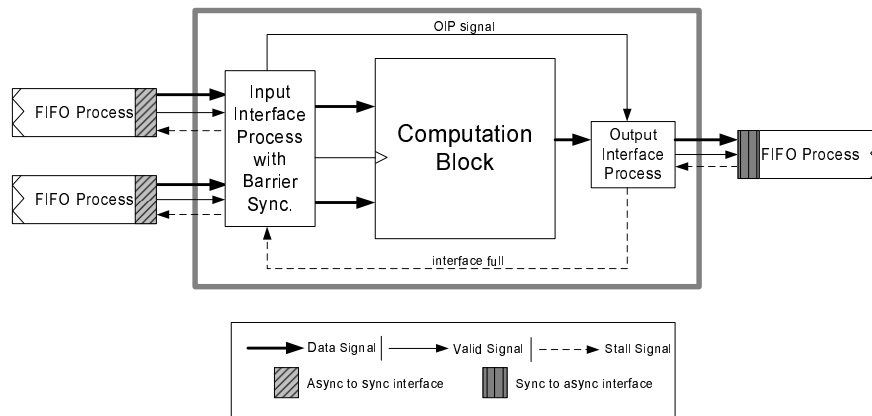 OIP signal
FIFO Process
FIFO Process
Input
Interface
Process
with
Barrier
Sync.
Computation
Block
Output
Interface
Process
FIFO Process
interface full
Data Signal
Valid Signal
Stall Signal
Async to sync interface
Sync to async interface